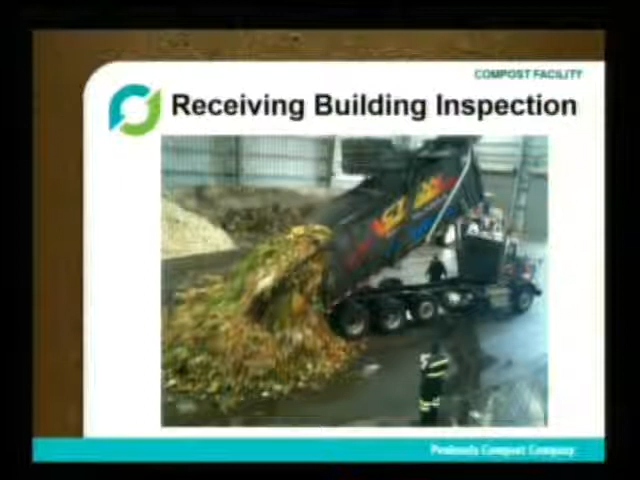 COMPOST FACILITY
Receiving Building Inspection
Peninsula Compost Company